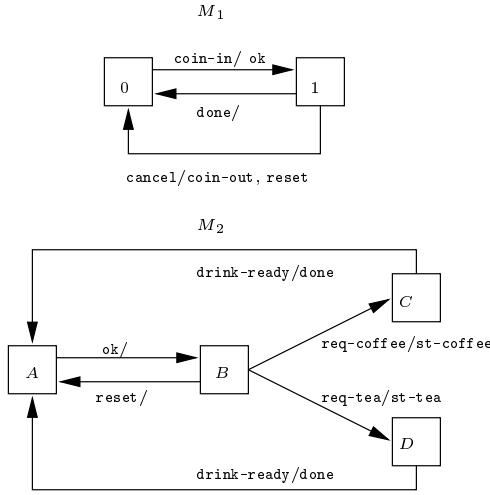 M1
coin-in/ ok
0
1
done/
cancel/coin-out, reset
M2
drink-ready/done
C
req-coffee/st-coffee
ok/
A
B
reset/
req-tea/st-tea
D
drink-ready/done